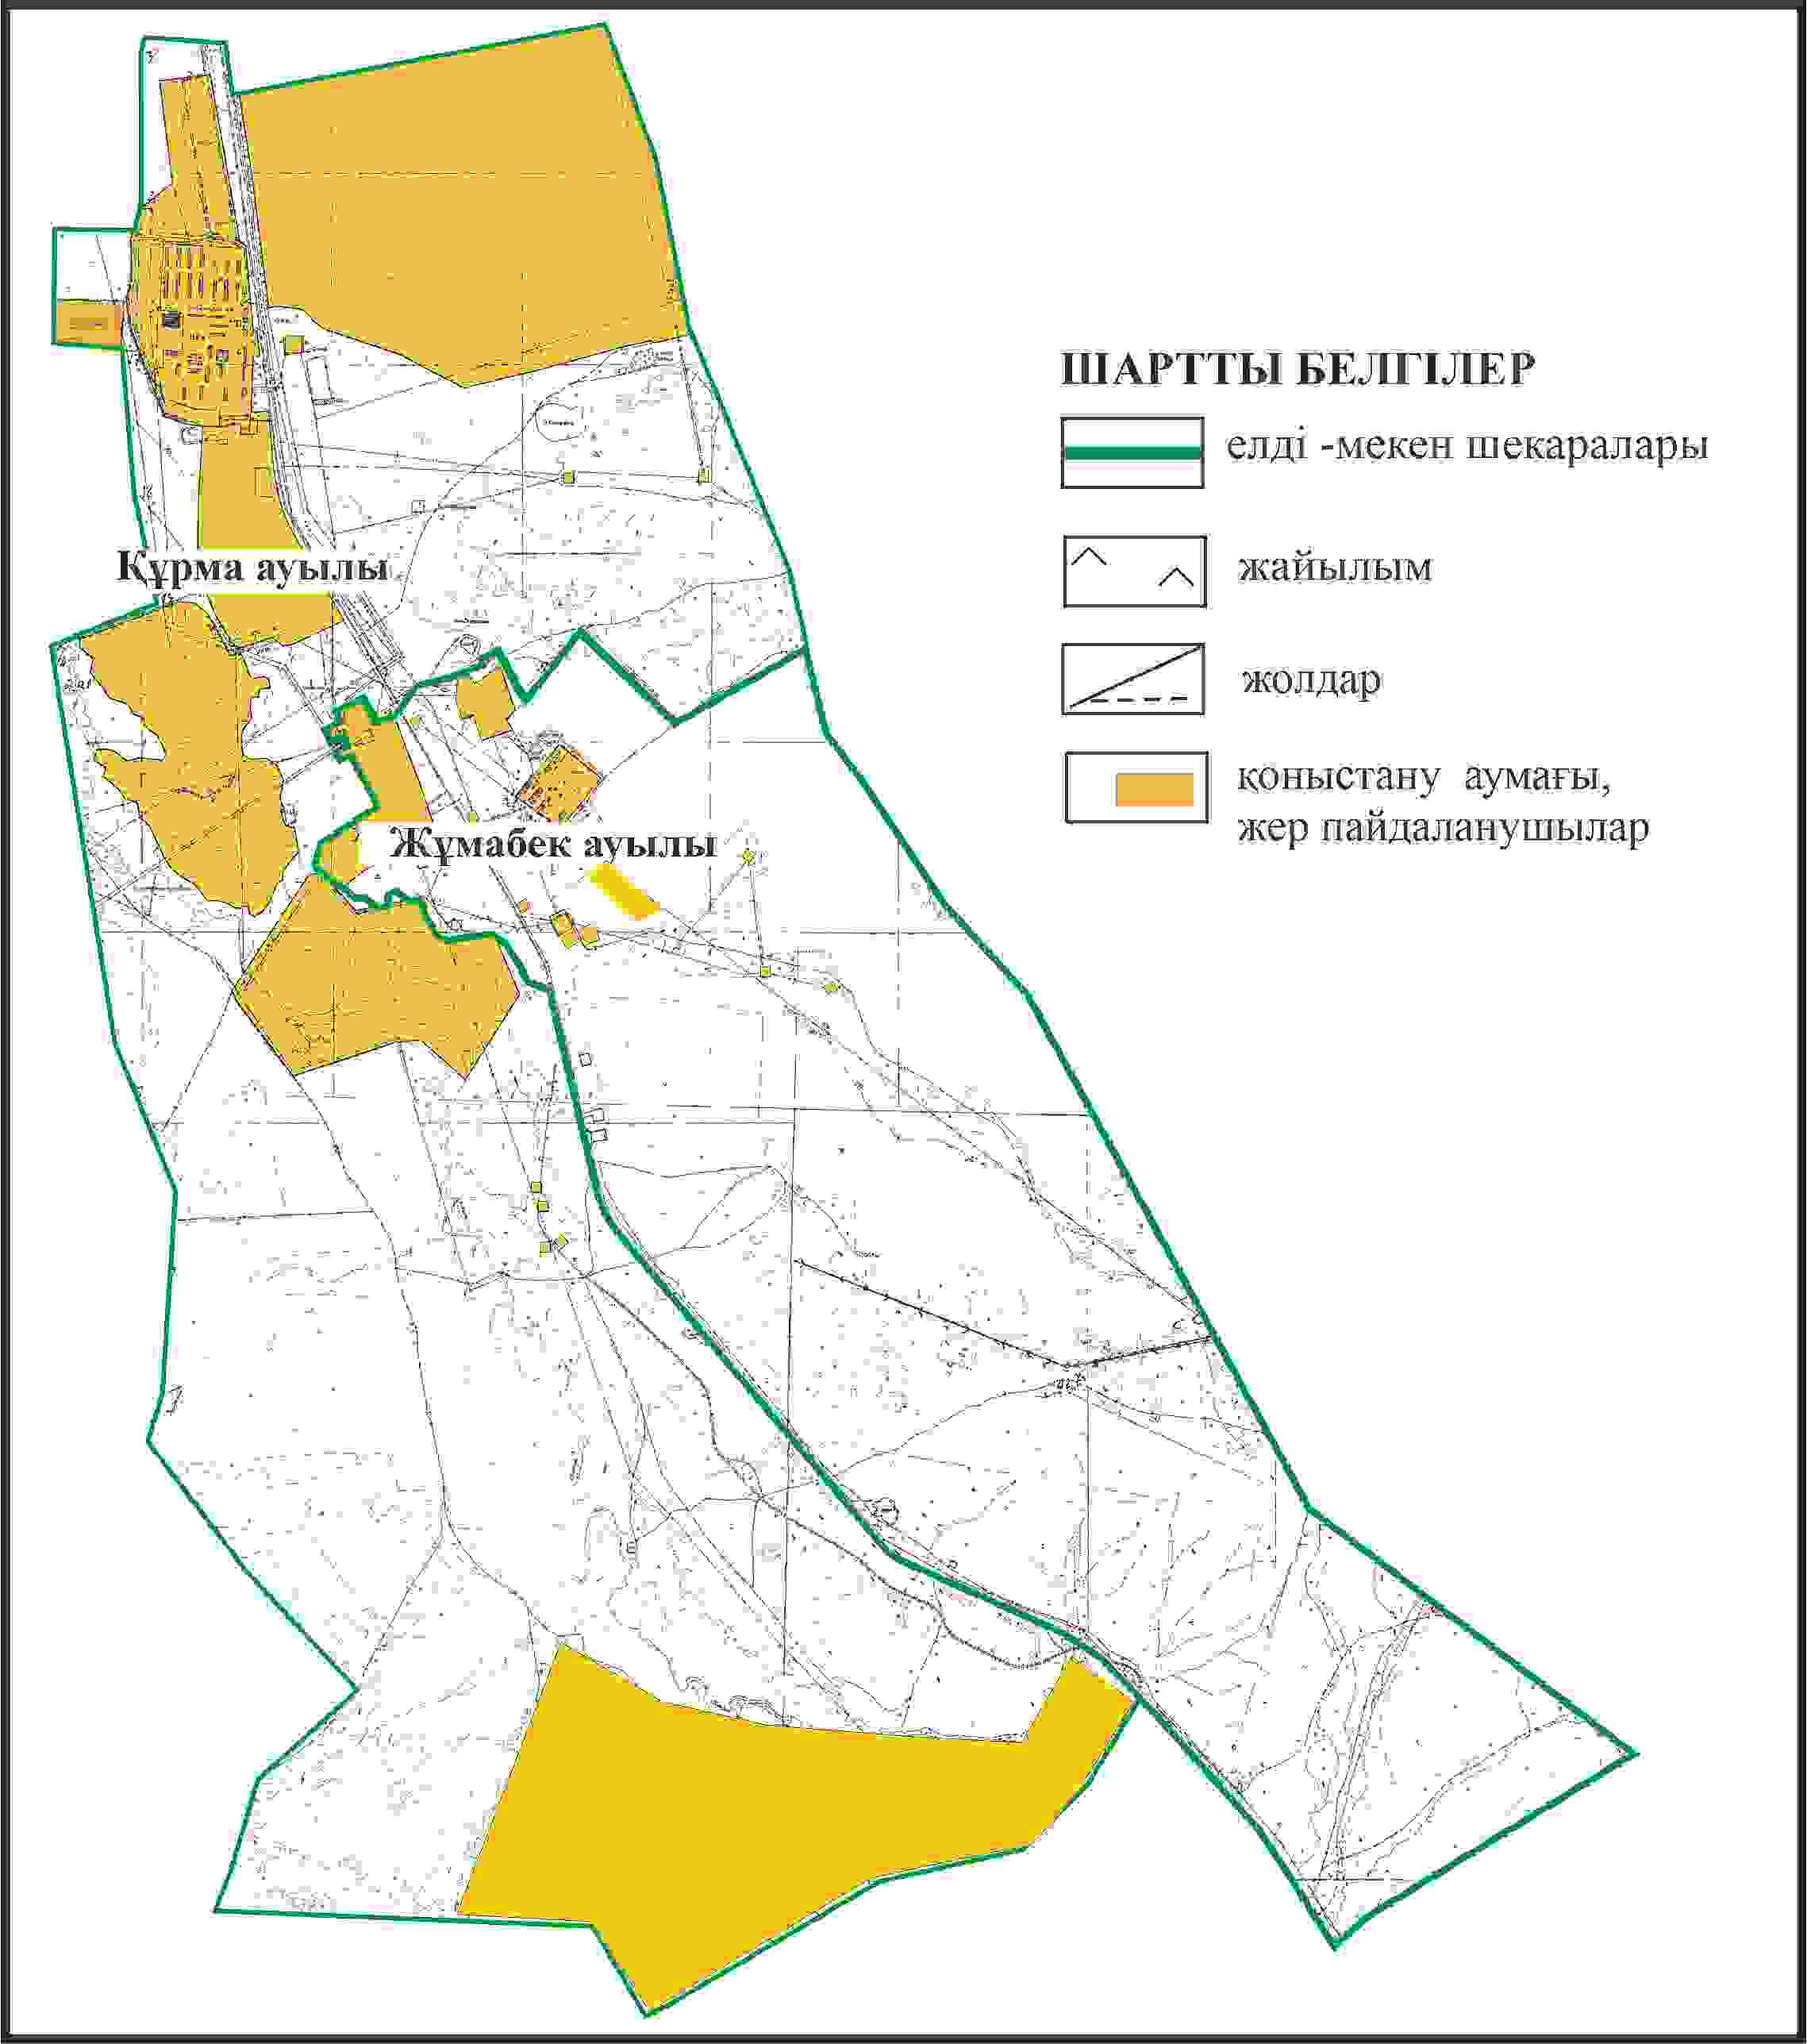 ШАРТТЫ БЕЛГІЛЕР
елді -мекен шекаралары
Құрма ауылы
жайылым
жолдар
қоныстану аумағы,
жер пайдаланушылар
Жұмабек ауылы